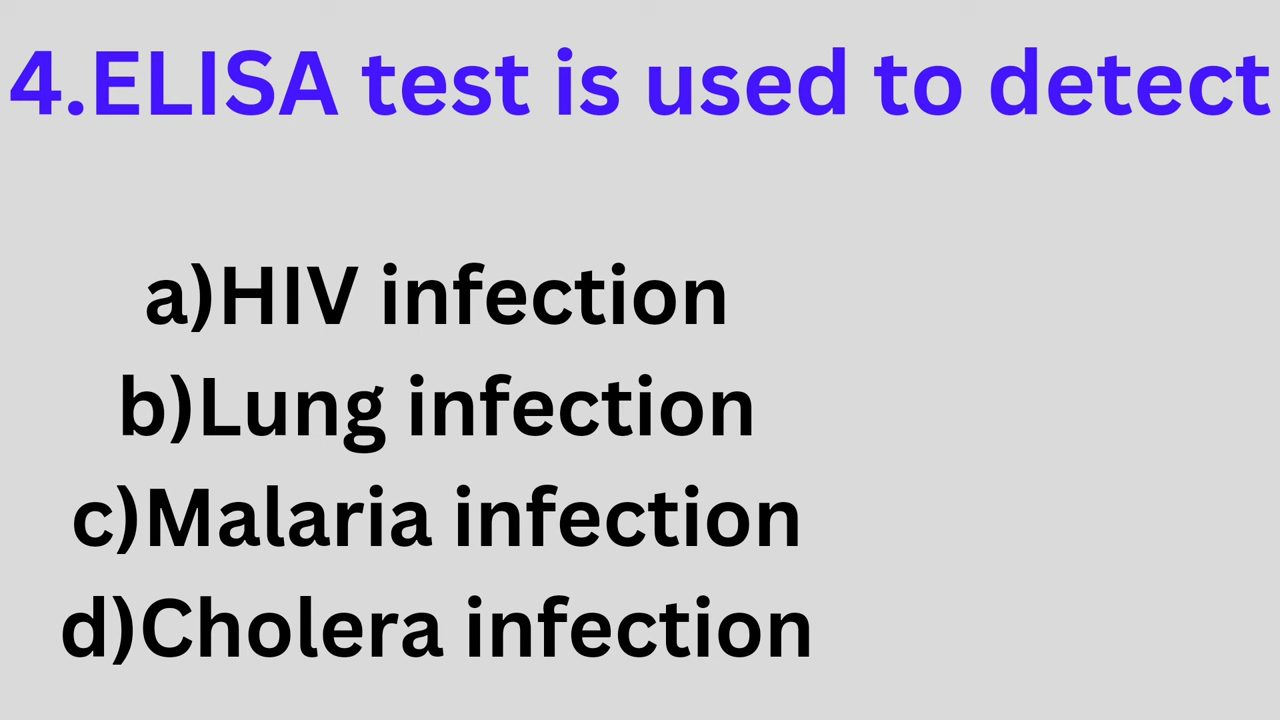 4.ELISA test is used to detect
a)HIV infection
b)Lung infection
c)Malaria infection
d)Cholera infection